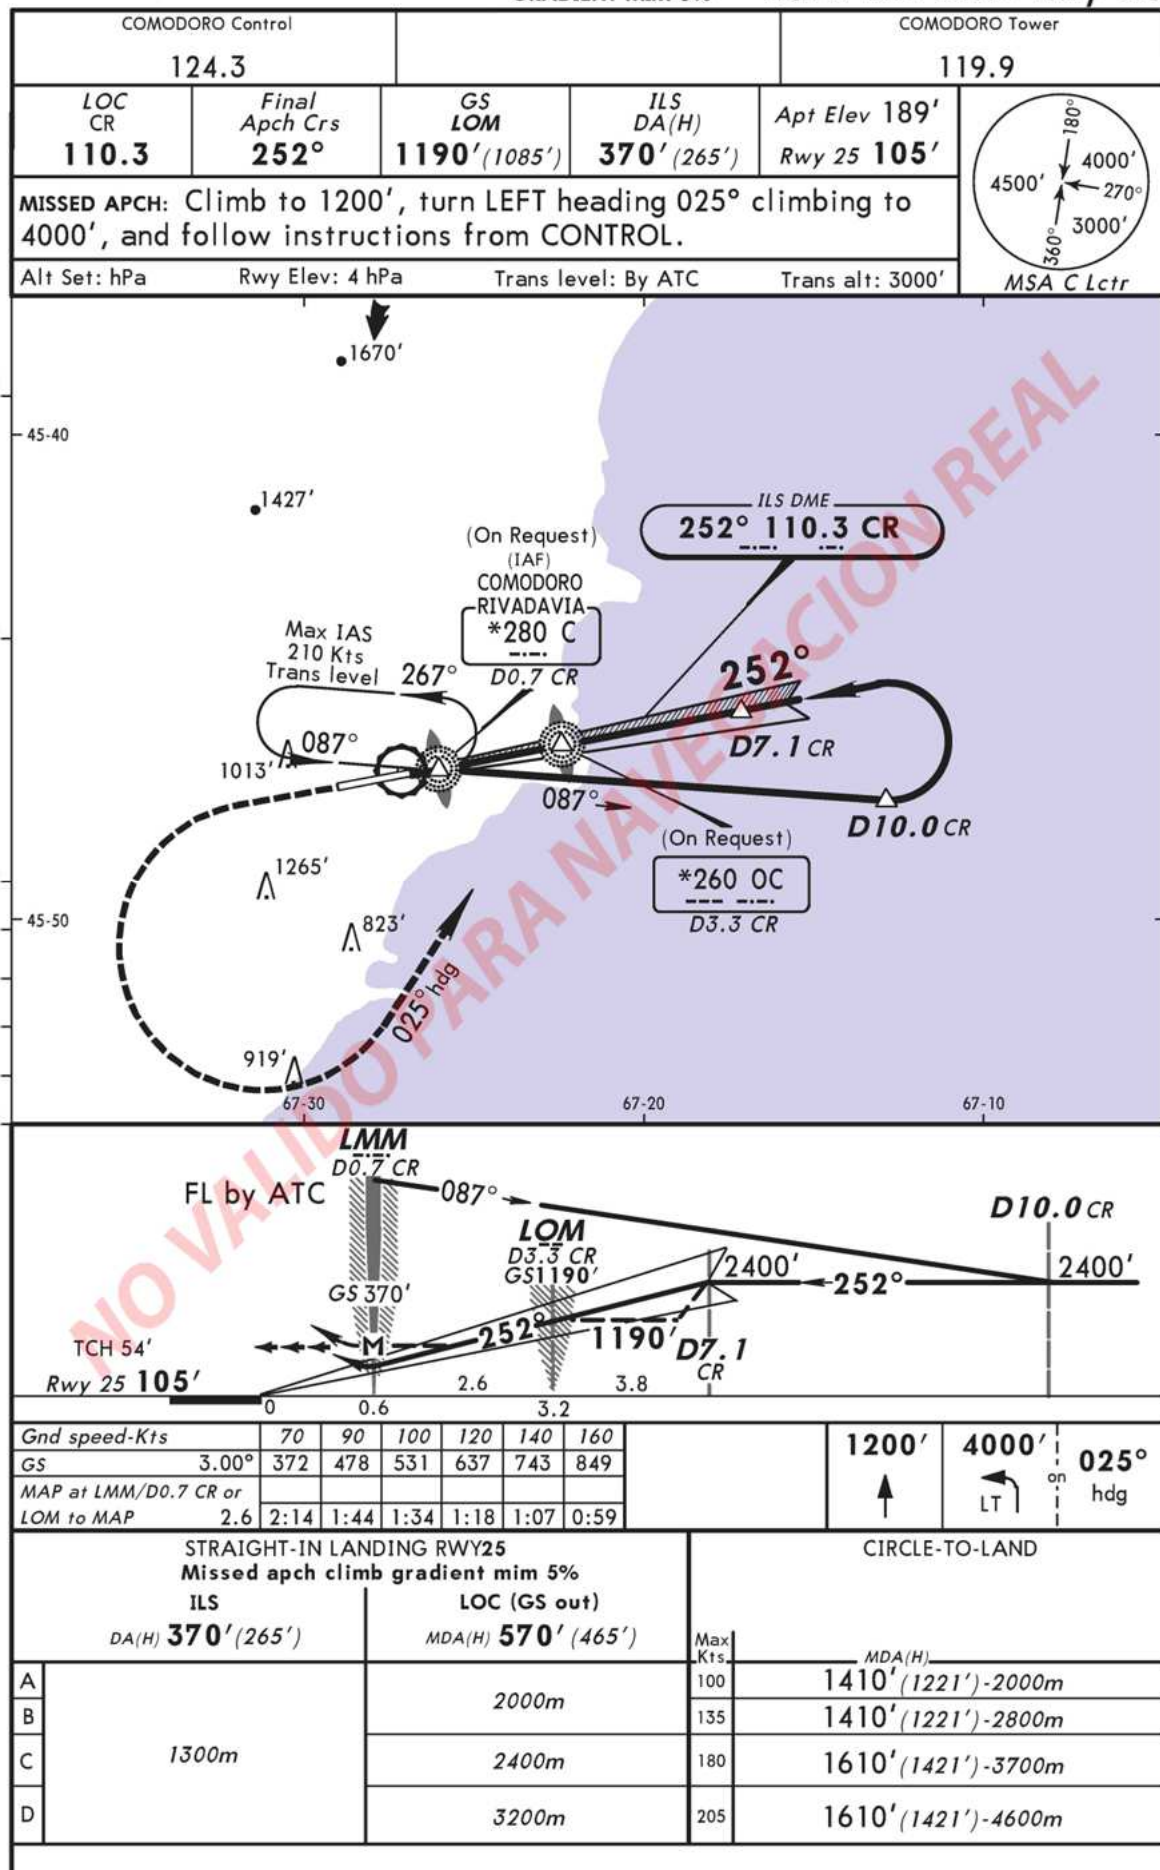 COMODORO Control
124.3
COMODORO Tower
119.9
LOC
CR
110.3
Final
Apch Crs
252°
GS
LOM
1190' (1085')
ILS
DA(H)
370' (265')
Apt Elev 189'
Rwy 25 105'
180°
4000'
4500'
270°
3000'
360°
MSA C Lctr
MISSED APCH: Climb to 1200', turn LEFT heading 025° climbing to
4000', and follow instructions from CONTROL.
Alt Set: hPa Rwy Elev: 4 hPa Trans level: By ATC Trans alt: 3000'
1670'
45-40
1427'
ILS DME
252° 110.3 CR
(On Request)
(IAF)
COMODORO
RIVADAVIA
*280 C
D0.7 CR
Max IAS
210 Kts
Trans level
267°
252°
087°
1013'
D7.1 CR
087°
D10.0 CR
(On Request)
*260 OC
D3.3 CR
1265'
45-50
823'
025° hdg
919'
67-30
67-20
67-10
NO VALIDO PARA NAVEGACION REAL
LMM
D0.7 CR
FL by ATC
087°
D10.0 CR
LOM
D3.3 CR
GS1190'
2400'
252°
2400'
GS 370'
M
252°
1190'
D7.1
CR
TCH 54'
Rwy 25 105'
2.6
3.8
0
0.6
3.2
Gnd speed-Kts 70 90 100 120 140 160
GS 3.00° 372 478 531 637 743 849
MAP at LMM/D0.7 CR or
LOM to MAP 2.6 2:14 1:44 1:34 1:18 1:07 0:59
1200'
4000'
LT
on
025°
hdg
STRAIGHT-IN LANDING RWY25
Missed apch climb gradient mim 5%
ILS
DA(H) 370' (265')
LOC (GS out)
MDA(H) 570' (465')
CIRCLE-TO-LAND
Max
Kts
MDA(H)
A
B
C
D
1300m
2000m
2400m
3200m
100 1410' (1221') -2000m
135 1410' (1221') -2800m
180 1610' (1421') -3700m
205 1610' (1421') -4600m